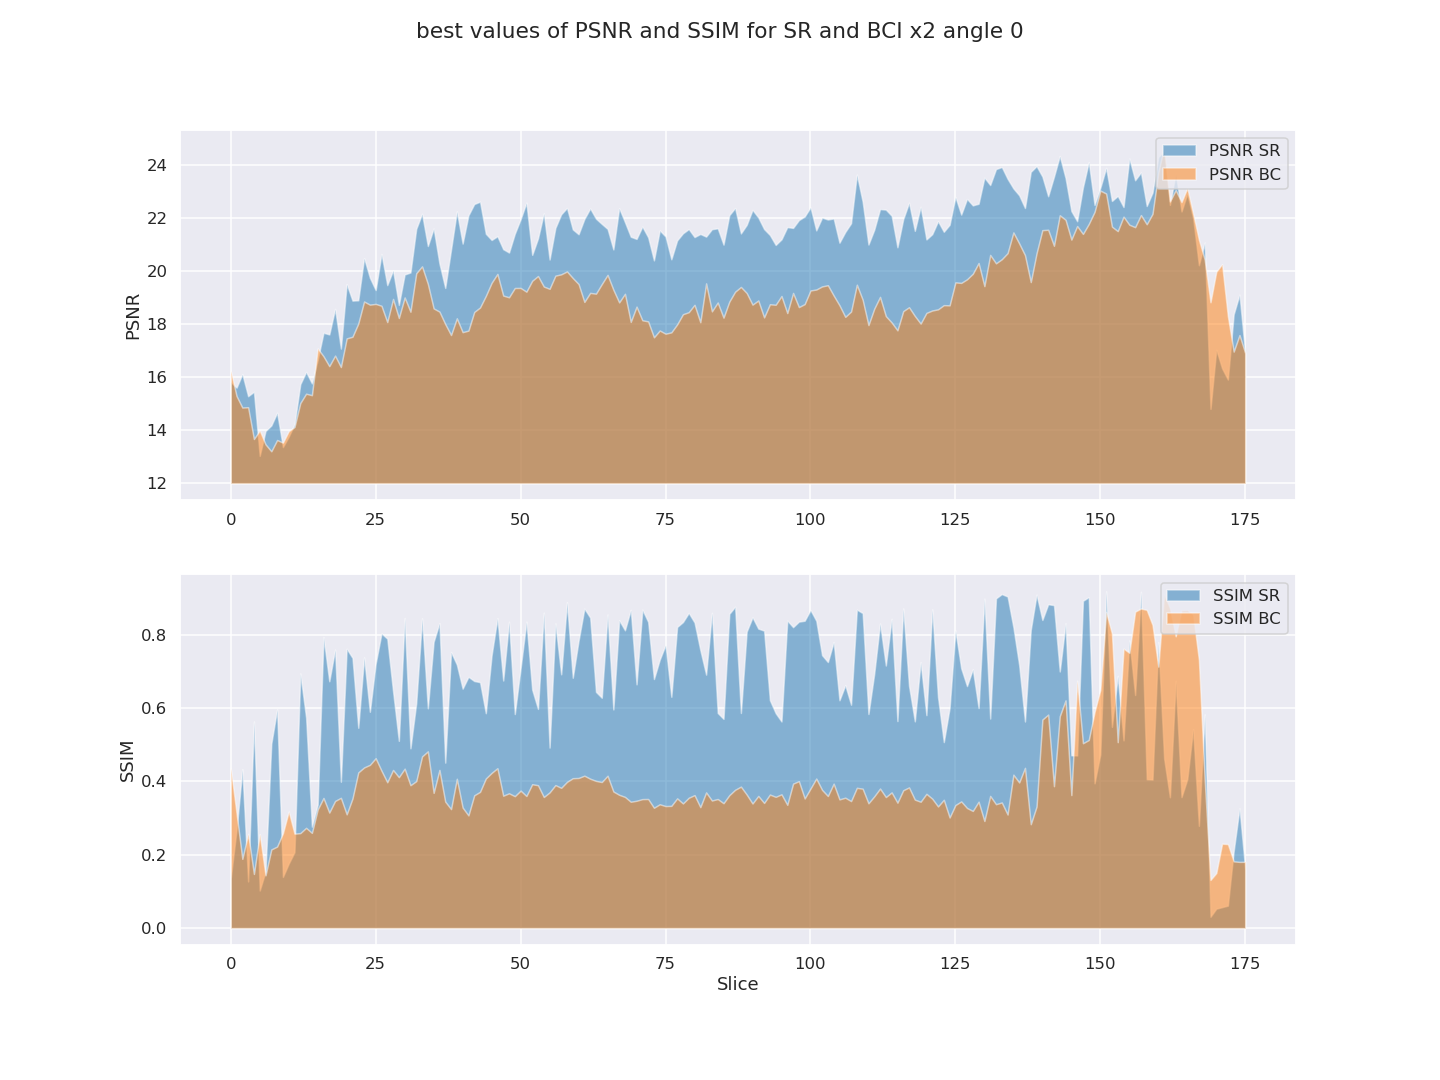 best values of PSNR and SSIM for SR and BCI x2 angle 0
PSNR SR
PSNR BC
24
22
20
18
16
14
12
PSNR
0 25 50 75 100 125 150 175
SSIM SR
SSIM BC
0.8
0.6
0.4
0.2
0.0
SSIM
0 25 50 75 100 125 150 175
Slice